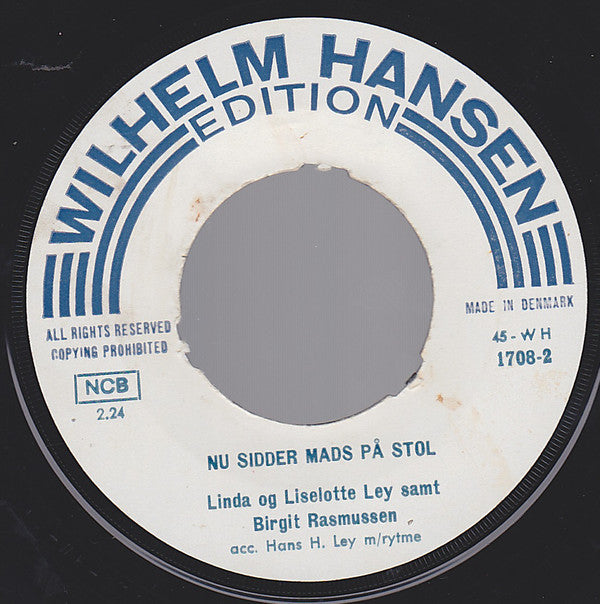 WILHELM HANSEN
EDITION
MADE IN DENMARK
ALL RIGHTS RESERVED
COPYING PROHIBITED
45-WH
1708-2
NCB
2.24
NU SIDDER MADS PÅ STOL
Linda og Liselotte Ley samt
Birgit Rasmussen
acc. Hans H. Ley m/rytme